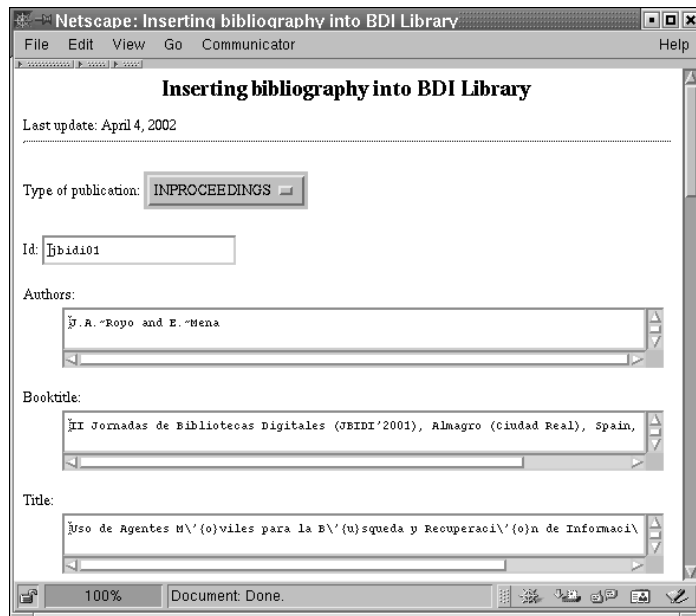 Netscape: Inserting bibliography into BDI Library
File Edit View Go Communicator Help
Inserting bibliography into BDI Library
Last update: April 4, 2002
Type of publication: INPROCEEDINGS
Id: jbidi01
Authors:
J.A.~Royo and E.~Mena
Booktitle:
II Jornadas de Bibliotecas Digitales (JBIDI'2001), Almagro (Ciudad Real), Spain,
Title:
Uso de Agentes M\'{o}viles para la B\'{u}squeda y Recuperaci\'{o}n de Informaci\
100% Document: Done.